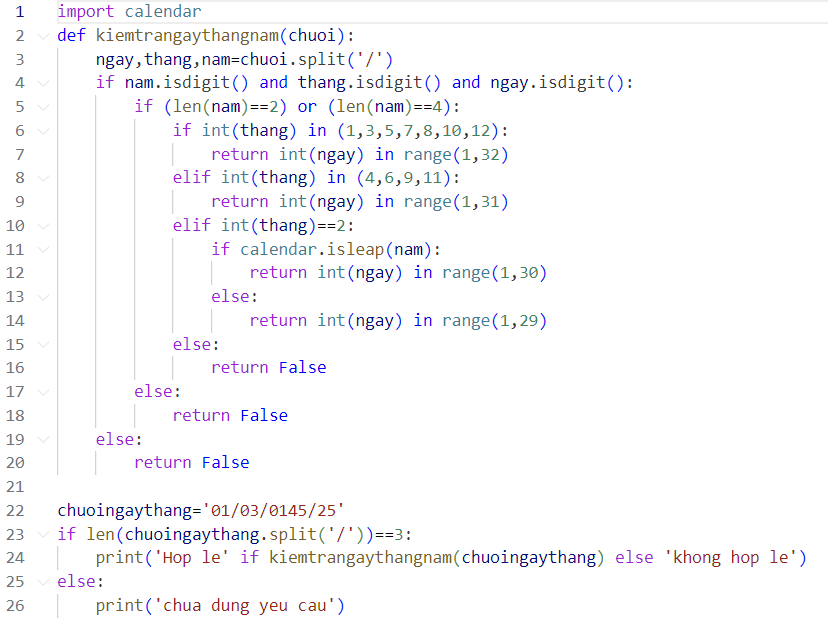 1 import calendar
2 def kiemtrangaythangnam(chuoi):
3     ngay,thang,nam=chuoi.split('/')
4     if nam.isdigit() and thang.isdigit() and ngay.isdigit():
5         if (len(nam)==2) or (len(nam)==4):
6             if int(thang) in (1,3,5,7,8,10,12):
7                 return int(ngay) in range(1,32)
8             elif int(thang) in (4,6,9,11):
9                 return int(ngay) in range(1,31)
10             elif int(thang)==2:
11                 if calendar.isleap(nam):
12                     return int(ngay) in range(1,30)
13                 else:
14                     return int(ngay) in range(1,29)
15             else:
16                 return False
17         else:
18             return False
19     else:
20         return False
21
22 chuoingaythang='01/03/0145/25'
23 if len(chuoingaythang.split('/'))==3:
24     print('Hop le' if kiemtrangaythangnam(chuoingaythang) else 'khong hop le')
25 else:
26     print('chua dung yeu cau')